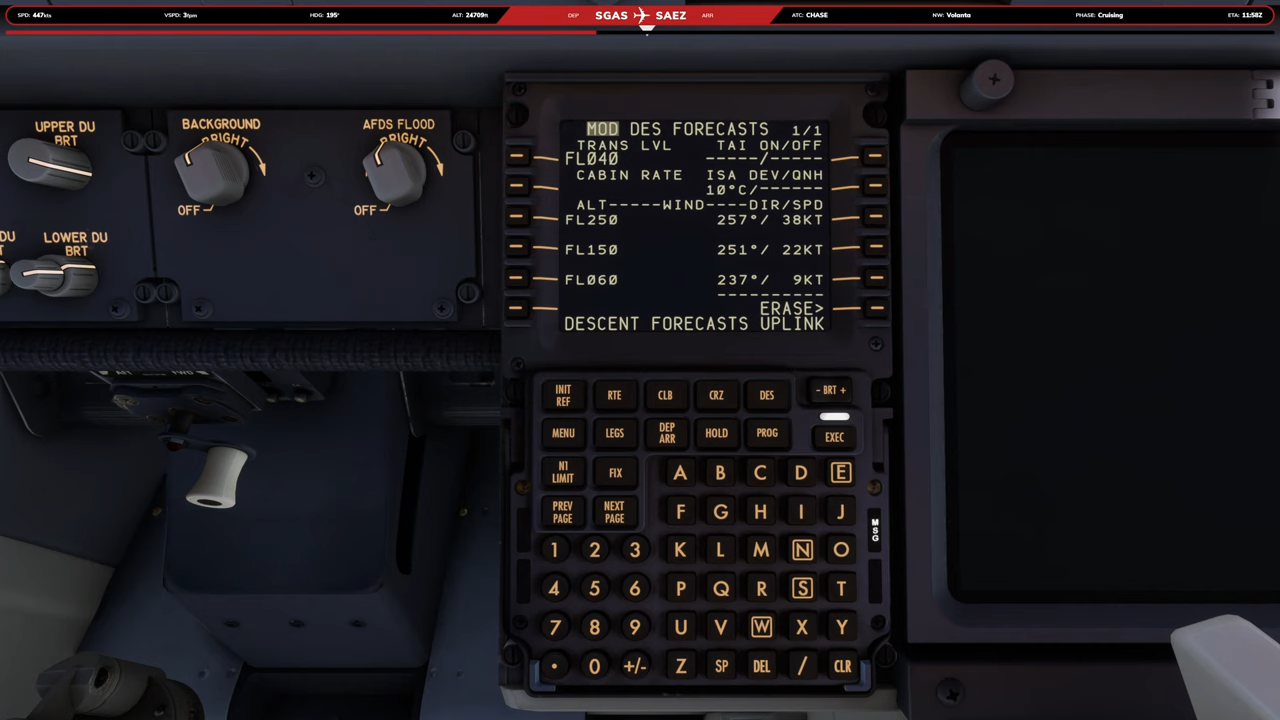 SPD: 447kts VSPD: 3fpm HDG: 195° ALT: 24709ft DEP SGAS SAEZ ARR ATC: CHASE NW: Volanta PHASE: Cruising ETA: 11:58Z
UPPER DU
BRT
BACKGROUND
BRIGHT
OFF
AFDS FLOOD
BRIGHT
OFF
DU
LOWER DU
BRT
MOD DES FORECASTS 1/1
TRANS LVL TAI ON/OFF
FL040 -----/-----
CABIN RATE ISA DEV/QNH
10°C/------
ALT-----WIND----DIR/SPD
FL250 257°/ 38KT
FL150 251°/ 22KT
FL060 237°/ 9KT
----------
ERASE>
DESCENT FORECASTS UPLINK
INIT REF RTE CLB CRZ DES - BRT +
MENU LEGS DEP ARR HOLD PROG EXEC
N1 LIMIT FIX A B C D E
PREV PAGE NEXT PAGE F G H I J
1 2 3 K L M N O
4 5 6 P Q R S T
7 8 9 U V W X Y
. 0 +/- Z SP DEL / CLR
MSG